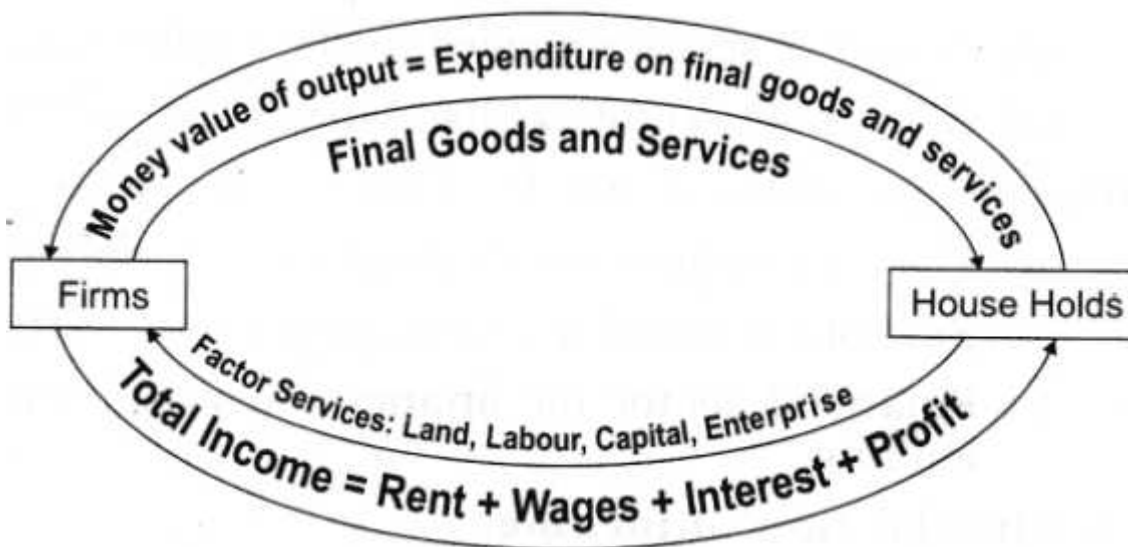 Money value of output = Expenditure on final goods and services
Final Goods and Services
Firms
House Holds
Factor Services: Land, Labour, Capital, Enterprise
Total Income = Rent + Wages + Interest + Profit